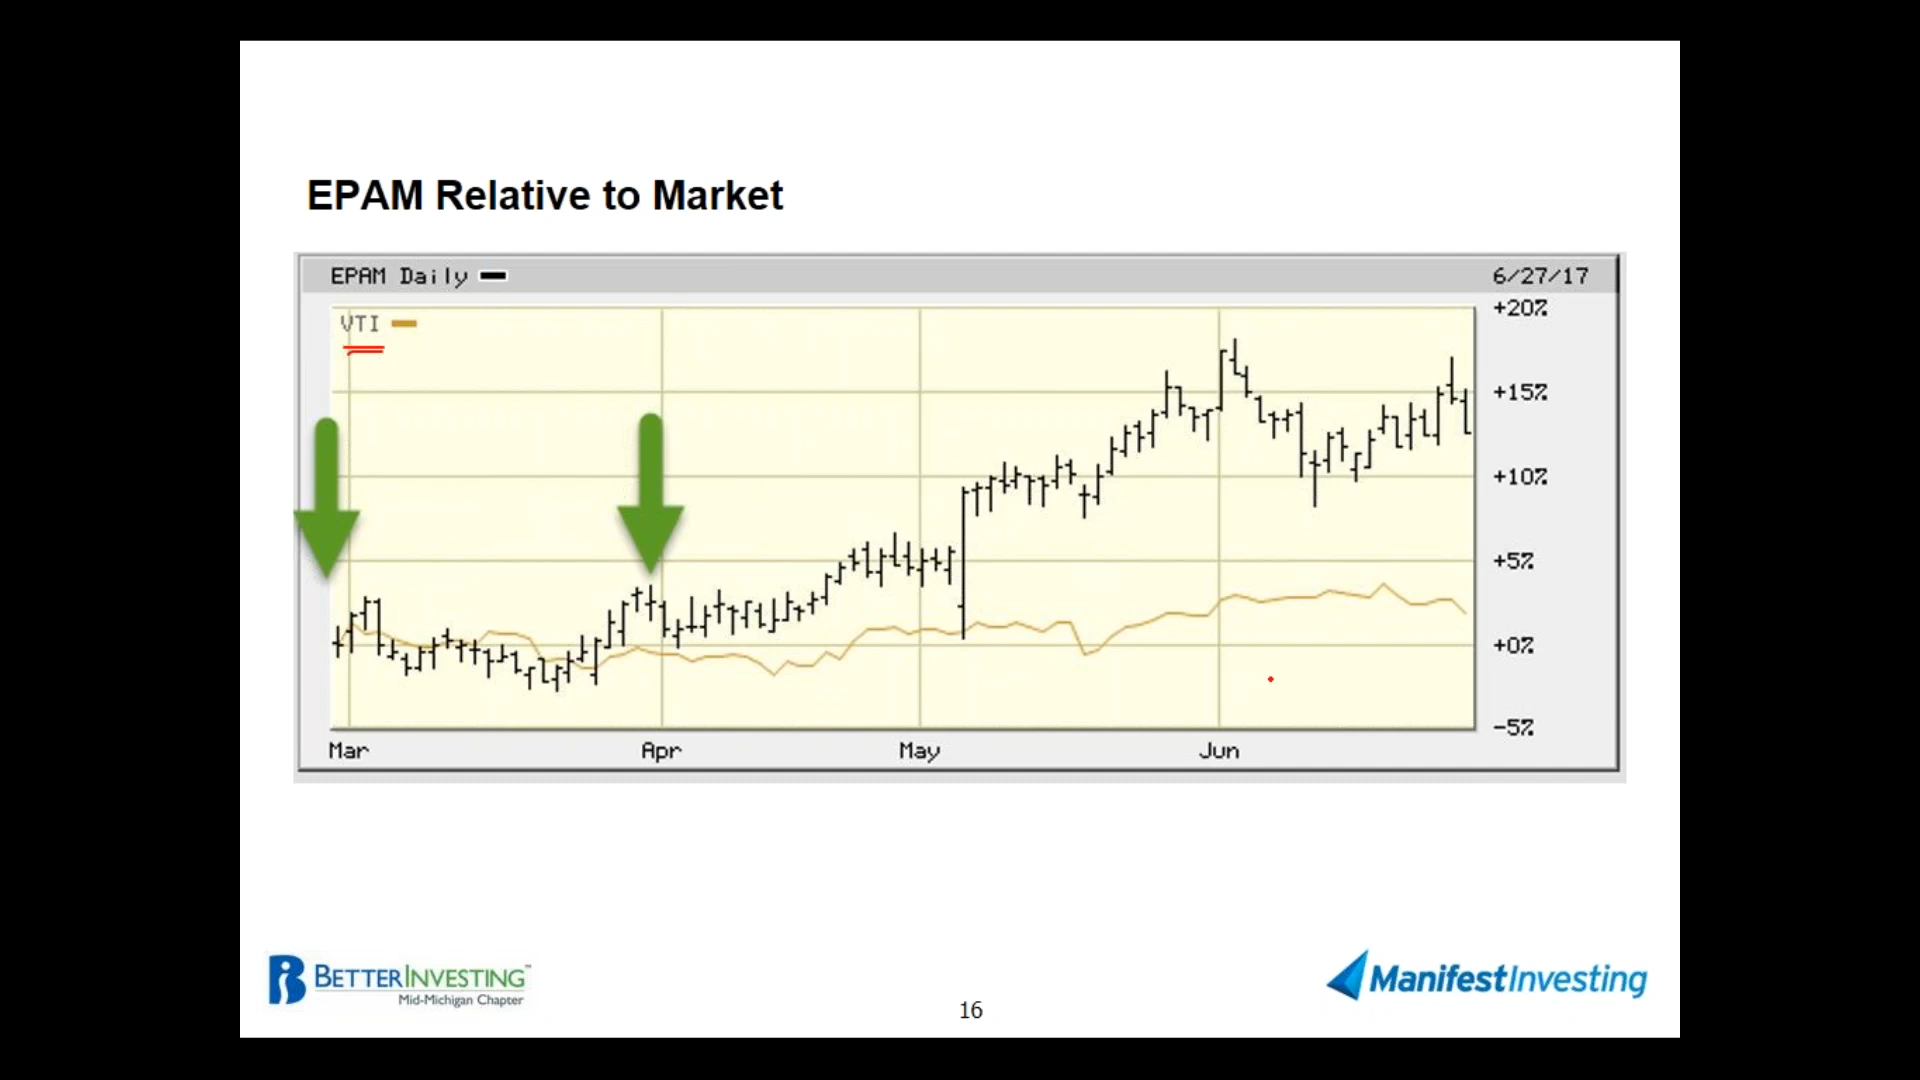 EPAM Relative to Market
EPAM Daily
6/27/17
VTI
+20%
+15%
+10%
+5%
+0%
-5%
Mar
Apr
May
Jun
BETTERINVESTING™
Mid-Michigan Chapter
16
ManifestInvesting